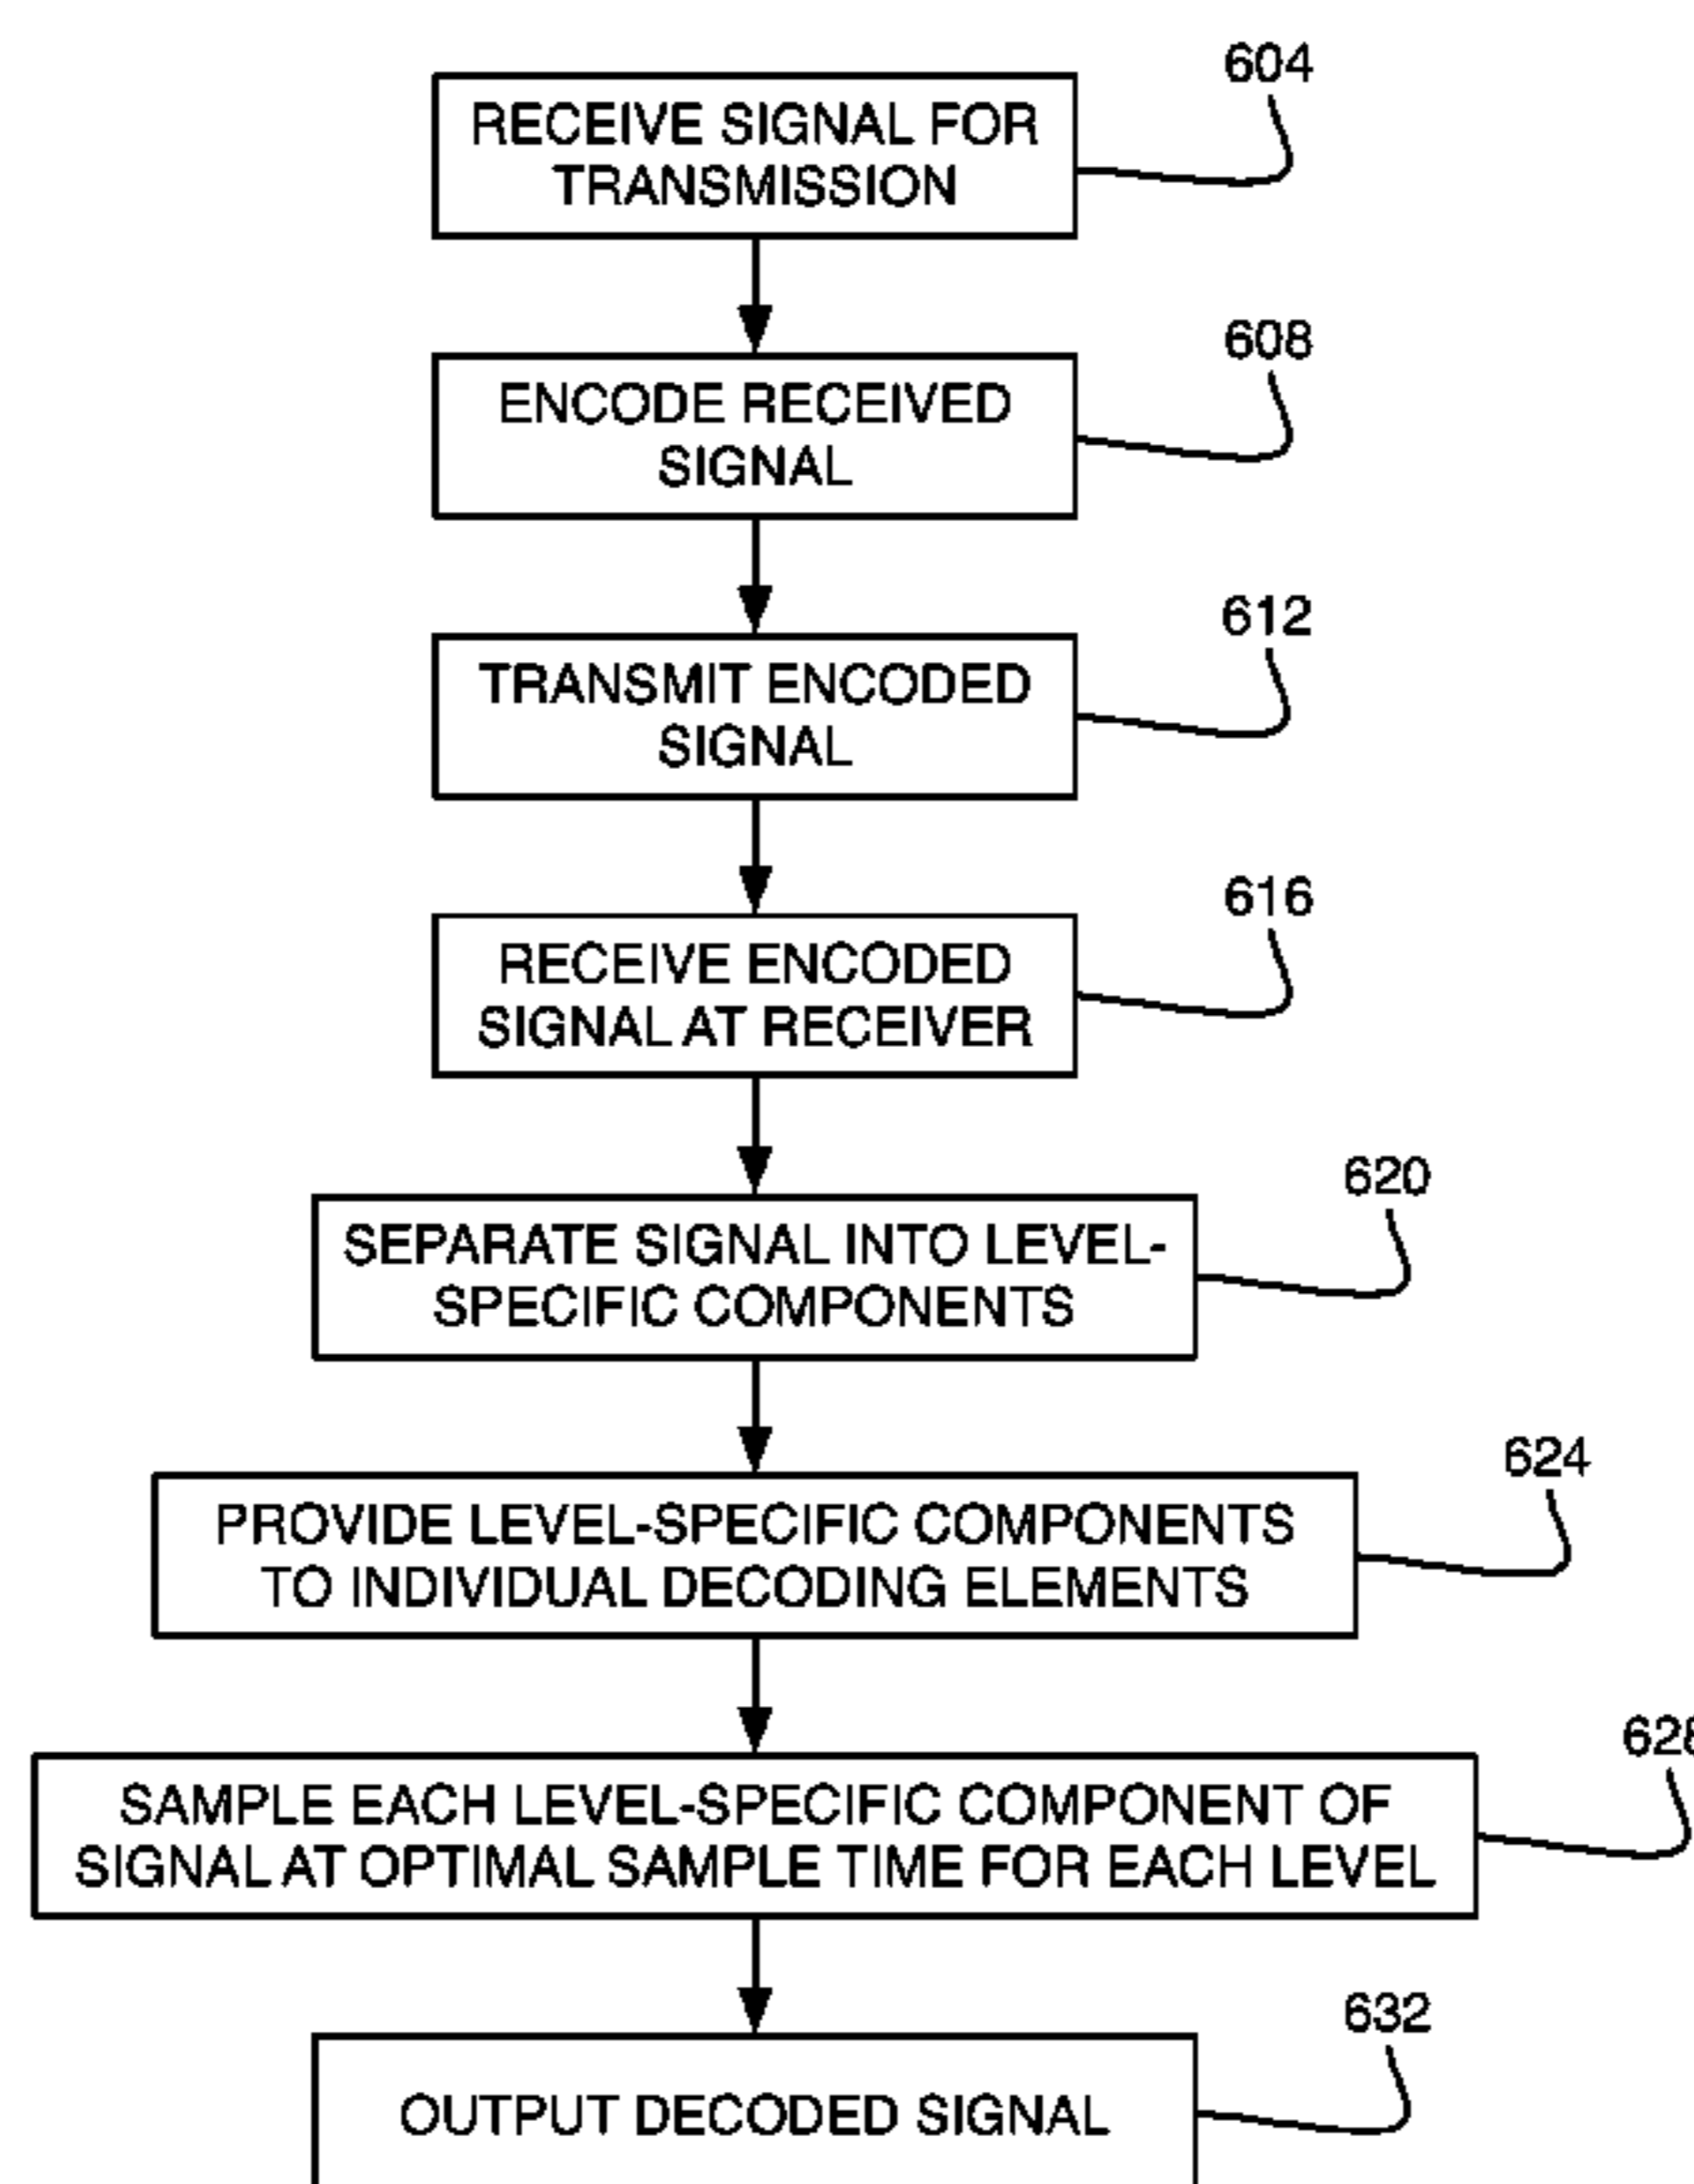 604
RECEIVE SIGNAL FOR
TRANSMISSION
608
ENCODE RECEIVED
SIGNAL
612
TRANSMIT ENCODED
SIGNAL
616
RECEIVE ENCODED
SIGNAL AT RECEIVER
620
SEPARATE SIGNAL INTO LEVEL-
SPECIFIC COMPONENTS
624
PROVIDE LEVEL-SPECIFIC COMPONENTS
TO INDIVIDUAL DECODING ELEMENTS
628
SAMPLE EACH LEVEL-SPECIFIC COMPONENT OF
SIGNAL AT OPTIMAL SAMPLE TIME FOR EACH LEVEL
632
OUTPUT DECODED SIGNAL